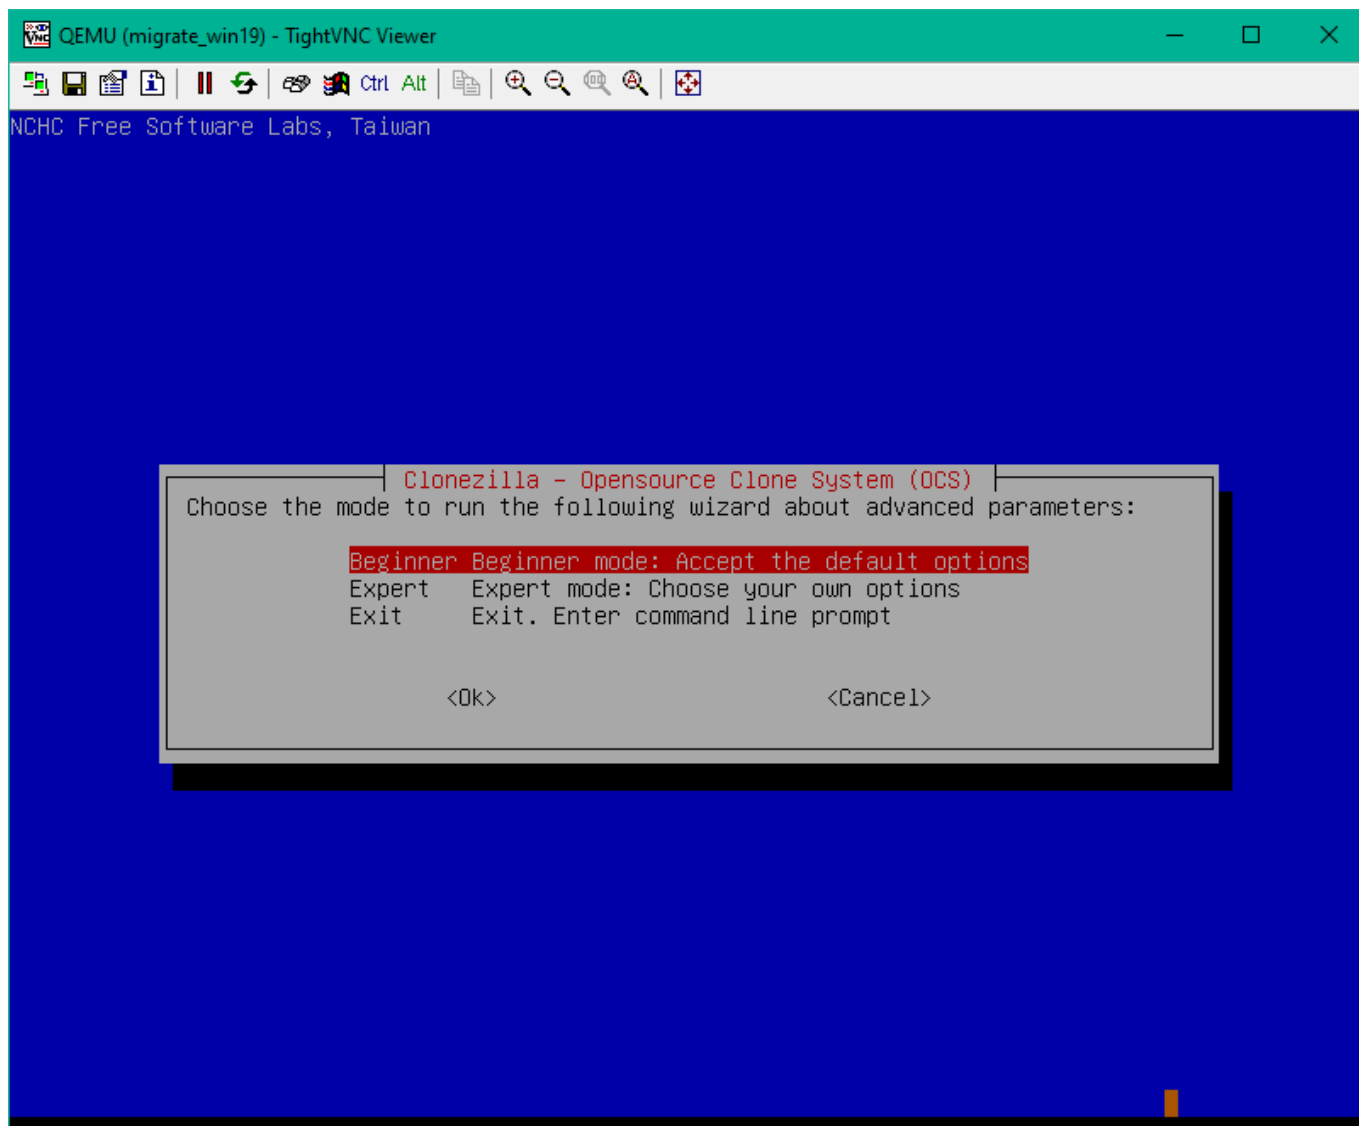 QEMU (migrate_win19) - TightVNC Viewer
Ctrl Alt
NCHC Free Software Labs, Taiwan
Clonezilla - Opensource Clone System (OCS)
Choose the mode to run the following wizard about advanced parameters:
Beginner Beginner mode: Accept the default options
Expert Expert mode: Choose your own options
Exit Exit. Enter command line prompt
<Ok> <Cancel>